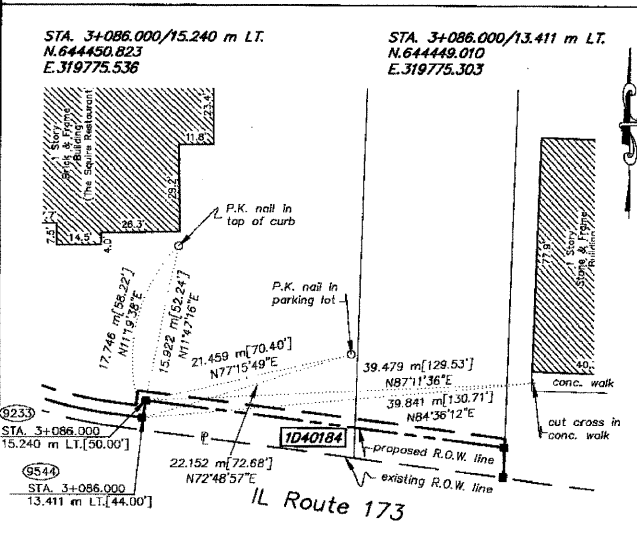 STA. 3+086.000/15.240 m LT.
N.644450.823
E.319775.536
STA. 3+086.000/13.411 m LT.
N.644449.010
E.319775.303
1 Story
Brick & Frame
Building
(The Squire Restaurant)
23.4'
11.8'
29.2'
26.3'
4.0'
14.5'
7.5'
P.K. nail in
top of curb
P.K. nail in
parking lot
1 Story
Stone & Frame
Building
77.9'
40.
conc. walk
cut cross in
conc. walk
17.746 m[58.22']
N11°19'38"E
15.922 m[52.24']
N11°47'16"E
21.459 m[70.40']
N77°15'49"E
39.479 m[129.53']
N87°11'36"E
39.841 m[130.71']
N84°36'12"E
9233
STA. 3+086.000
15.240 m LT.[50.00']
9544
STA. 3+086.000
13.411 m LT.[44.00']
22.152 m[72.68']
N72°48'57"E
1D40184
proposed R.O.W. line
existing R.O.W. line
IL Route 173